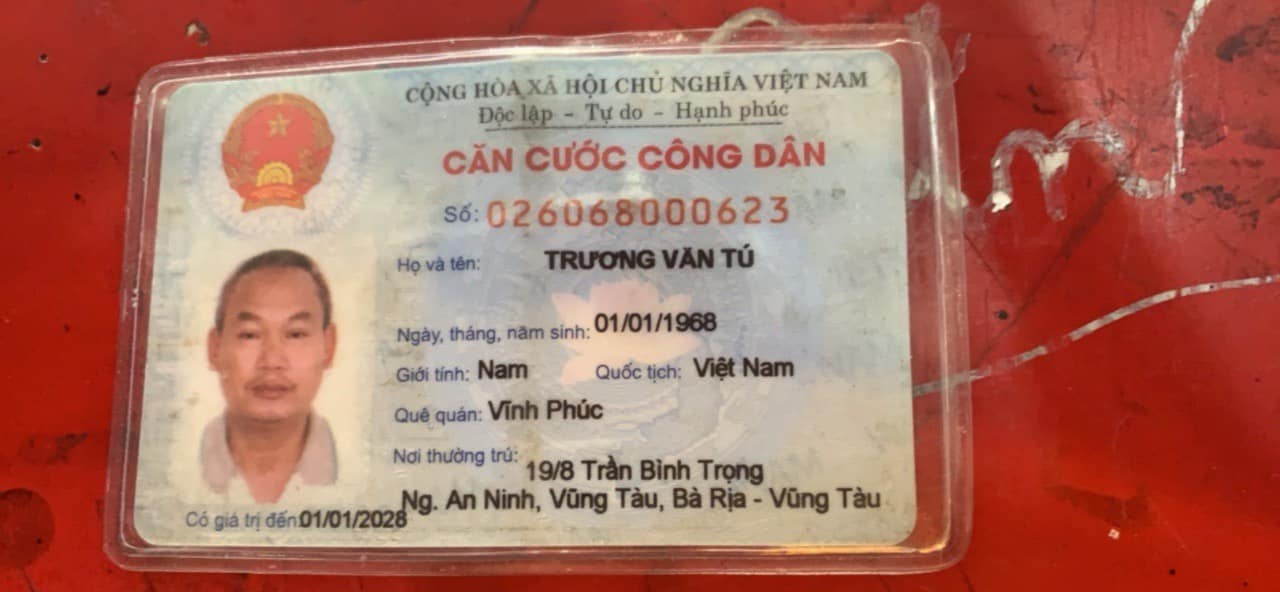 CỘNG HÒA XÃ HỘI CHỦ NGHĨA VIỆT NAM
Độc lập - Tự do - Hạnh phúc
CĂN CƯỚC CÔNG DÂN
Số: 026068000623
Họ và tên: TRƯƠNG VĂN TÚ
Ngày, tháng, năm sinh: 01/01/1968
Giới tính: Nam Quốc tịch: Việt Nam
Quê quán: Vĩnh Phúc
Nơi thường trú: 19/8 Trần Bình Trọng
Ng. An Ninh, Vũng Tàu, Bà Rịa - Vũng Tàu
Có giá trị đến: 01/01/2028